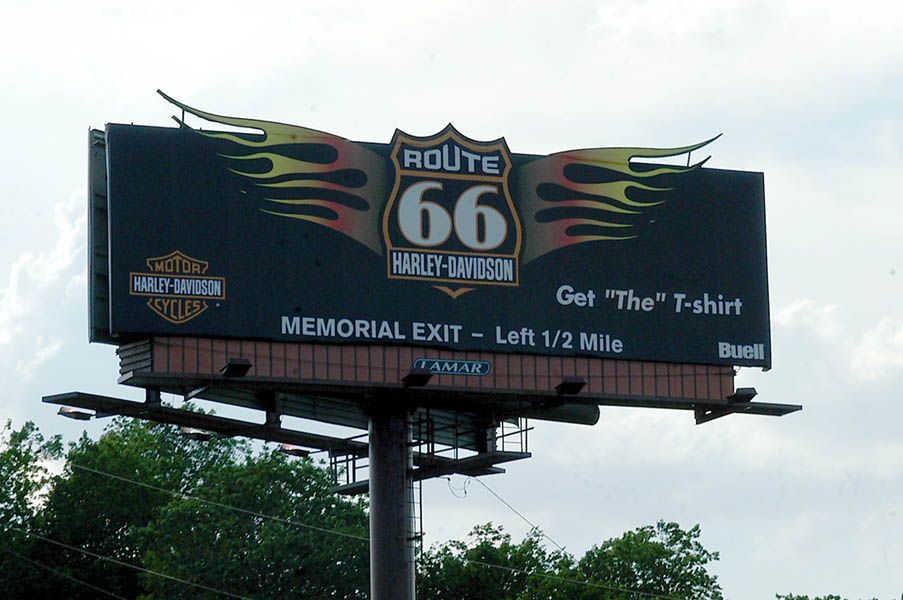 ROUTE
66
HARLEY-DAVIDSON
MOTOR
HARLEY-DAVIDSON
CYCLES
Get "The" T-shirt
MEMORIAL EXIT – Left 1/2 Mile
Buell
LAMAR